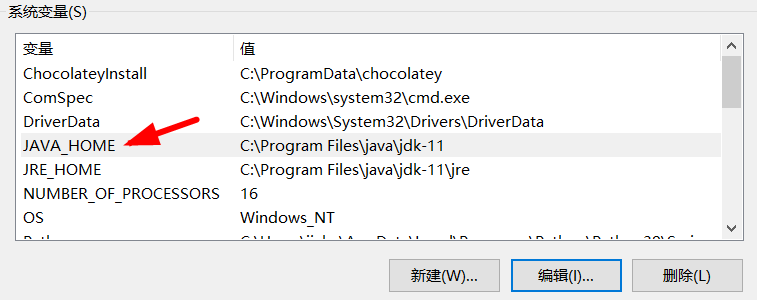 系统变量(S)
变量 值
ChocolateyInstall C:\ProgramData\chocolatey
ComSpec C:\Windows\system32\cmd.exe
DriverData C:\Windows\System32\Drivers\DriverData
JAVA_HOME C:\Program Files\java\jdk-11
JRE_HOME C:\Program Files\java\jdk-11\jre
NUMBER_OF_PROCESSORS 16
OS Windows_NT
新建(W)... 编辑(I)... 删除(L)